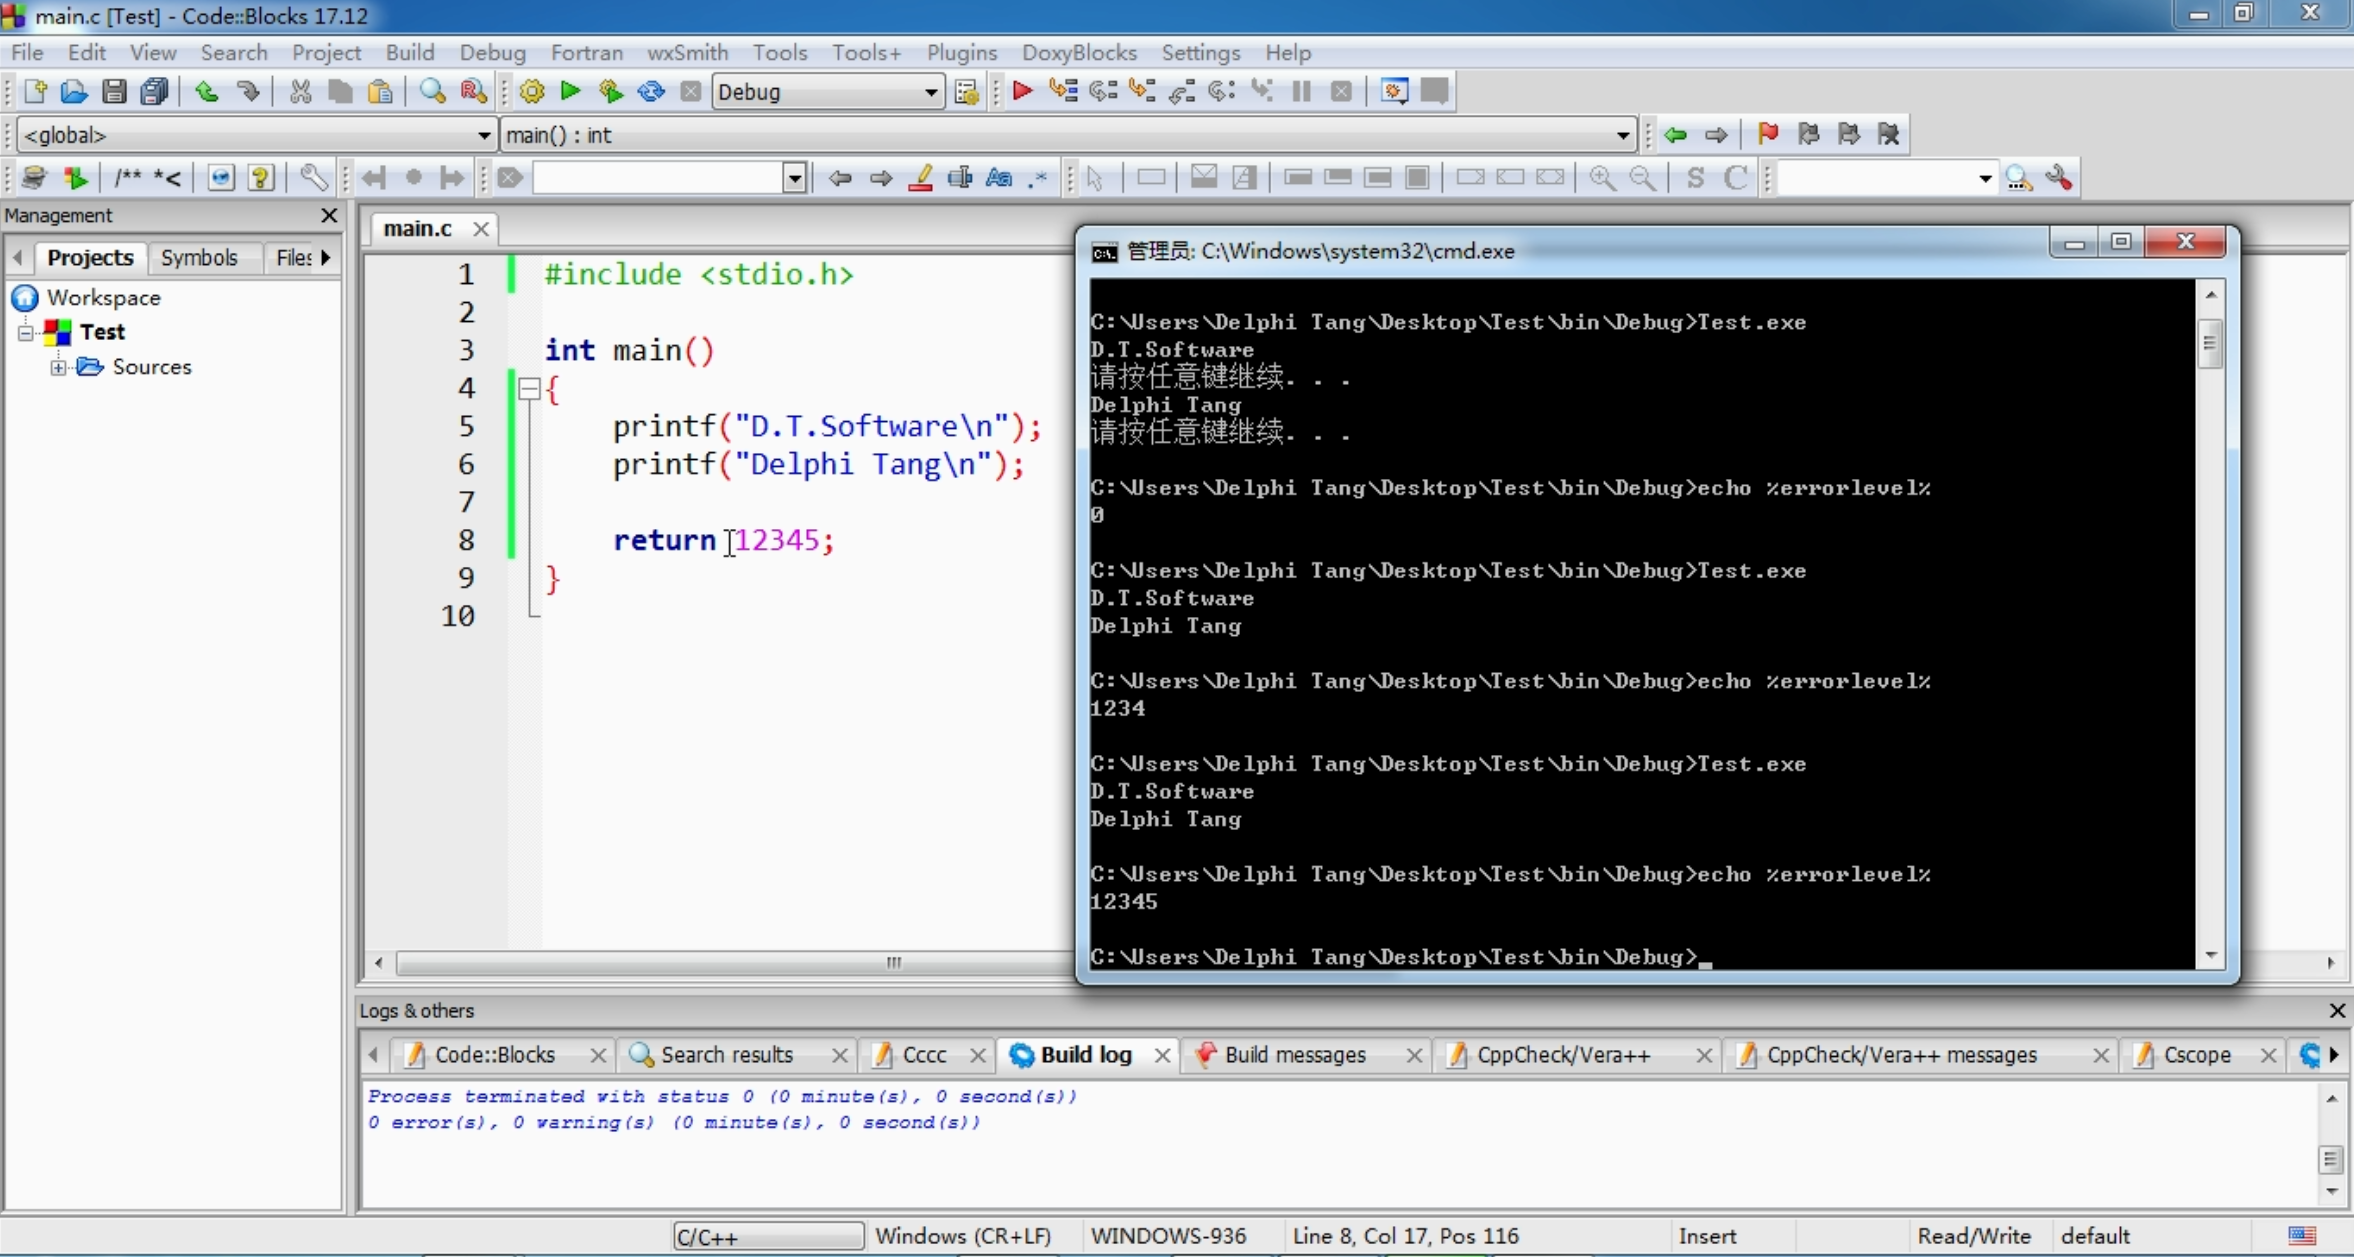 main.c [Test] - Code::Blocks 17.12
File Edit View Search Project Build Debug Fortran wxSmith Tools Tools+ Plugins DoxyBlocks Settings Help
Debug
<global> main() : int
/** *<
S C
Management
Projects Symbols Files
Workspace
Test
Sources
main.c
1 #include <stdio.h>
2
3 int main()
4 {
5 printf("D.T.Software\n");
6 printf("Delphi Tang\n");
7
8 return 12345;
9 }
10
管理员: C:\Windows\system32\cmd.exe
C:\Users\Delphi Tang\Desktop\Test\bin\Debug>Test.exe
D.T.Software
请按任意键继续. . .
Delphi Tang
请按任意键继续. . .
C:\Users\Delphi Tang\Desktop\Test\bin\Debug>echo %errorlevel%
0
C:\Users\Delphi Tang\Desktop\Test\bin\Debug>Test.exe
D.T.Software
Delphi Tang
C:\Users\Delphi Tang\Desktop\Test\bin\Debug>echo %errorlevel%
1234
C:\Users\Delphi Tang\Desktop\Test\bin\Debug>Test.exe
D.T.Software
Delphi Tang
C:\Users\Delphi Tang\Desktop\Test\bin\Debug>echo %errorlevel%
12345
C:\Users\Delphi Tang\Desktop\Test\bin\Debug>_
Logs & others
Code::Blocks Search results Cccc Build log Build messages CppCheck/Vera++ CppCheck/Vera++ messages Cscope
Process terminated with status 0 (0 minute(s), 0 second(s))
0 error(s), 0 warning(s) (0 minute(s), 0 second(s))
C/C++ Windows (CR+LF) WINDOWS-936 Line 8, Col 17, Pos 116 Insert Read/Write default